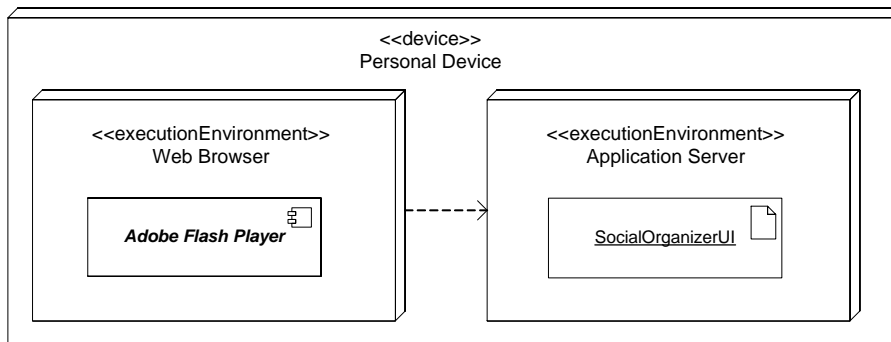 <<device>>
Personal Device
<<executionEnvironment>>
Web Browser
Adobe Flash Player
<<executionEnvironment>>
Application Server
SocialOrganizerUI